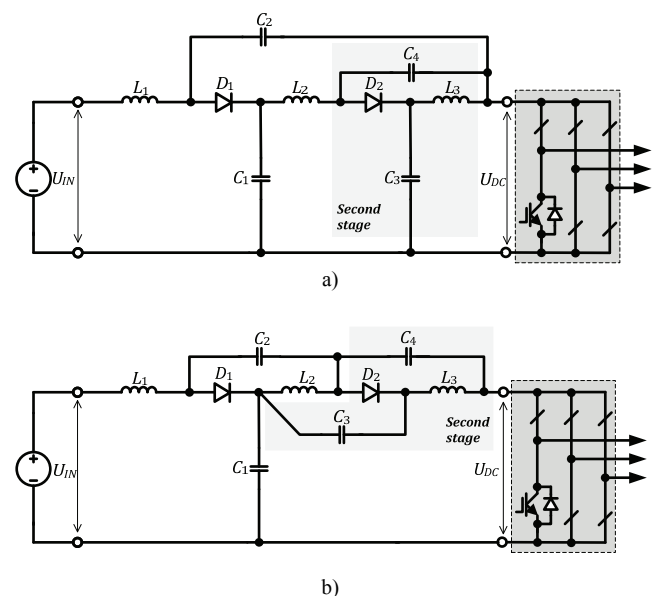 C2
C4
L1
D1
L2
D2
L3
UIN
C1
C3
UDC
Second
stage
a)
C2
C4
L1
D1
L2
D2
L3
C3
Second
stage
UIN
C1
UDC
b)